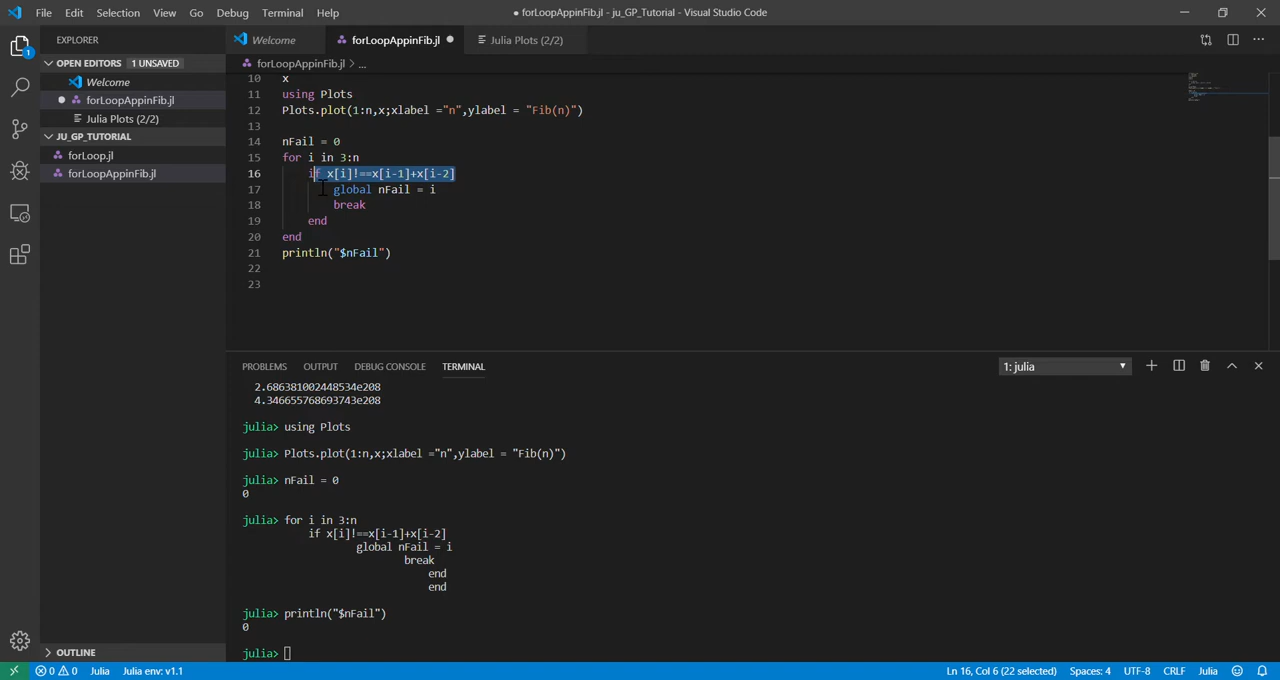 File Edit Selection View Go Debug Terminal Help
● forLoopAppinFib.jl - ju_GP_Tutorial - Visual Studio Code
EXPLORER
Welcome
forLoopAppinFib.jl ●
Julia Plots (2/2)
OPEN EDITORS 1 UNSAVED
Welcome
forLoopAppinFib.jl
Julia Plots (2/2)
JU_GP_TUTORIAL
forLoop.jl
forLoopAppinFib.jl
OUTLINE
1
forLoopAppinFib.jl > ...
10 x
11 using Plots
12 Plots.plot(1:n,x;xlabel ="n",ylabel = "Fib(n)")
13
14 nFail = 0
15 for i in 3:n
16 if x[i]!==x[i-1]+x[i-2]
17 global nFail = i
18 break
19 end
20 end
21 println("$nFail")
22
23
PROBLEMS OUTPUT DEBUG CONSOLE TERMINAL
1: julia
2.686381002448534e208
4.346655768693743e208
julia> using Plots
julia> Plots.plot(1:n,x;xlabel ="n",ylabel = "Fib(n)")
julia> nFail = 0
0
julia> for i in 3:n
if x[i]!==x[i-1]+x[i-2]
global nFail = i
break
end
end
julia> println("$nFail")
0
julia>
0 0 Julia Julia env: v1.1
Ln 16, Col 6 (22 selected) Spaces: 4 UTF-8 CRLF Julia